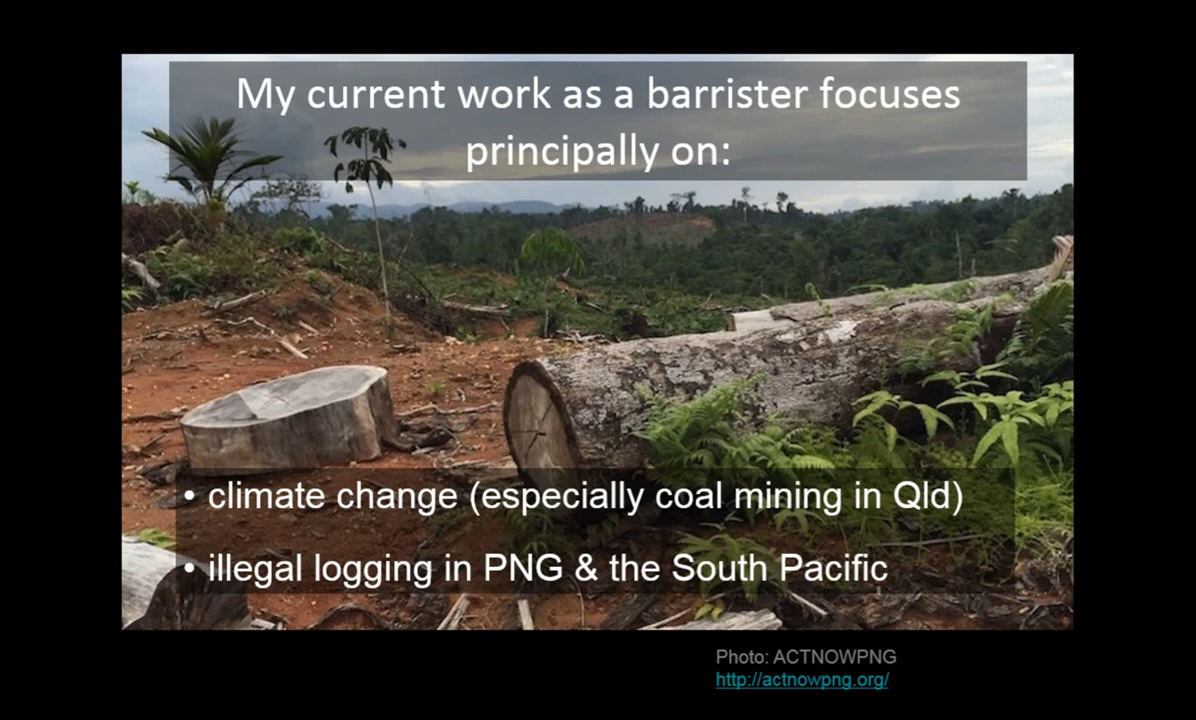 My current work as a barrister focuses
principally on:
• climate change (especially coal mining in Qld)
• illegal logging in PNG & the South Pacific
Photo: ACTNOWPNG
http://actnowpng.org/